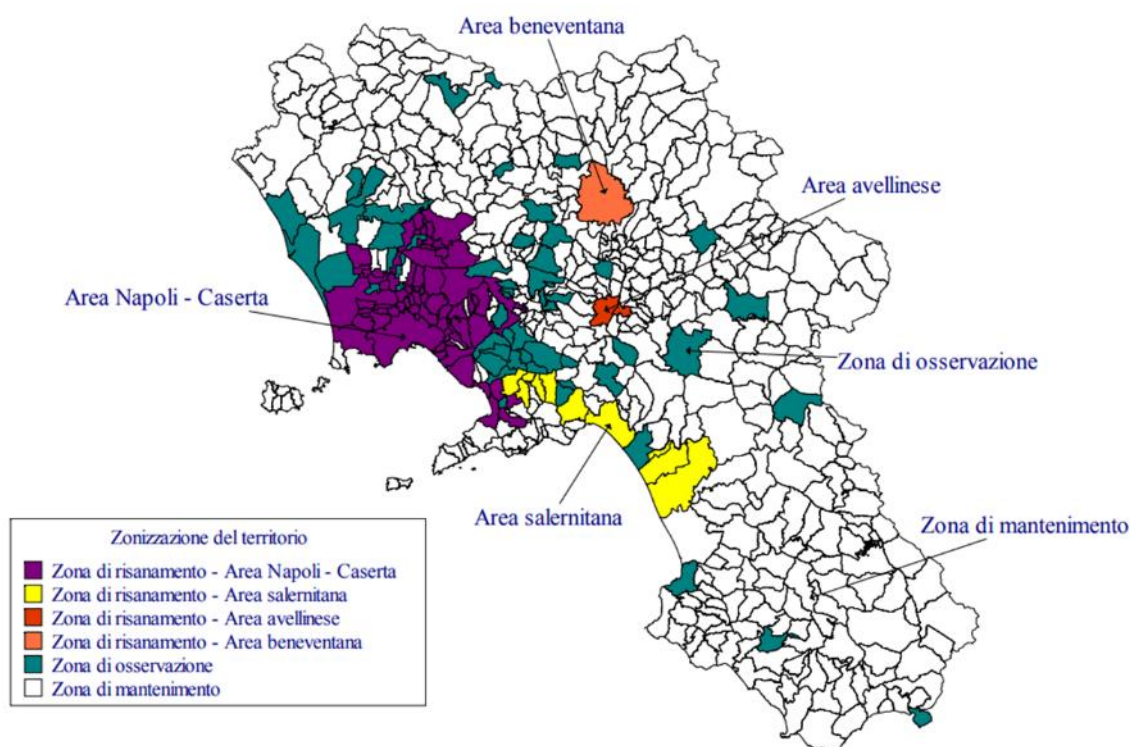 Area beneventana
Area avellinese
Area Napoli - Caserta
Zona di osservazione
Area salernitana
Zona di mantenimento
Zonizzazione del territorio
Zona di risanamento - Area Napoli - Caserta
Zona di risanamento - Area salernitana
Zona di risanamento - Area avellinese
Zona di risanamento - Area beneventana
Zona di osservazione
Zona di mantenimento